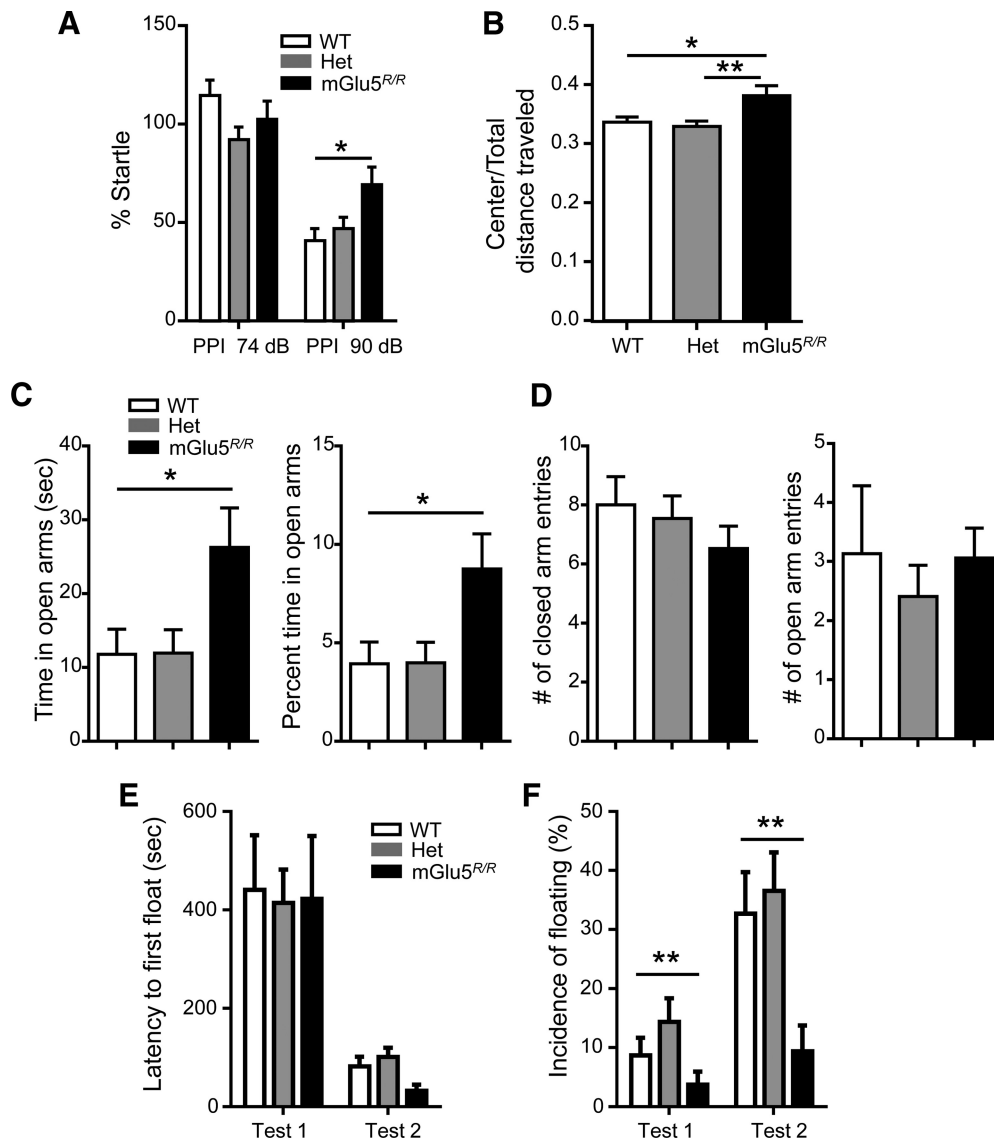 A
% Startle
150
100
50
0
WT
Het
mGlu5R/R
*
PPI 74 dB
PPI 90 dB
B
Center/Total
distance traveled
0.5
0.4
0.3
0.2
0.1
0.0
*
**
WT
Het
mGlu5R/R
C
WT
Het
mGlu5R/R
Time in open arms (sec)
40
30
20
10
0
*
Percent time in open arms
15
10
5
0
*
D
# of closed arm entries
10
8
6
4
2
0
# of open arm entries
5
4
3
2
1
0
E
Latency to first float (sec)
600
400
200
0
WT
Het
mGlu5R/R
Test 1
Test 2
F
Incidence of floating (%)
50
40
30
20
10
0
**
**
Test 1
Test 2